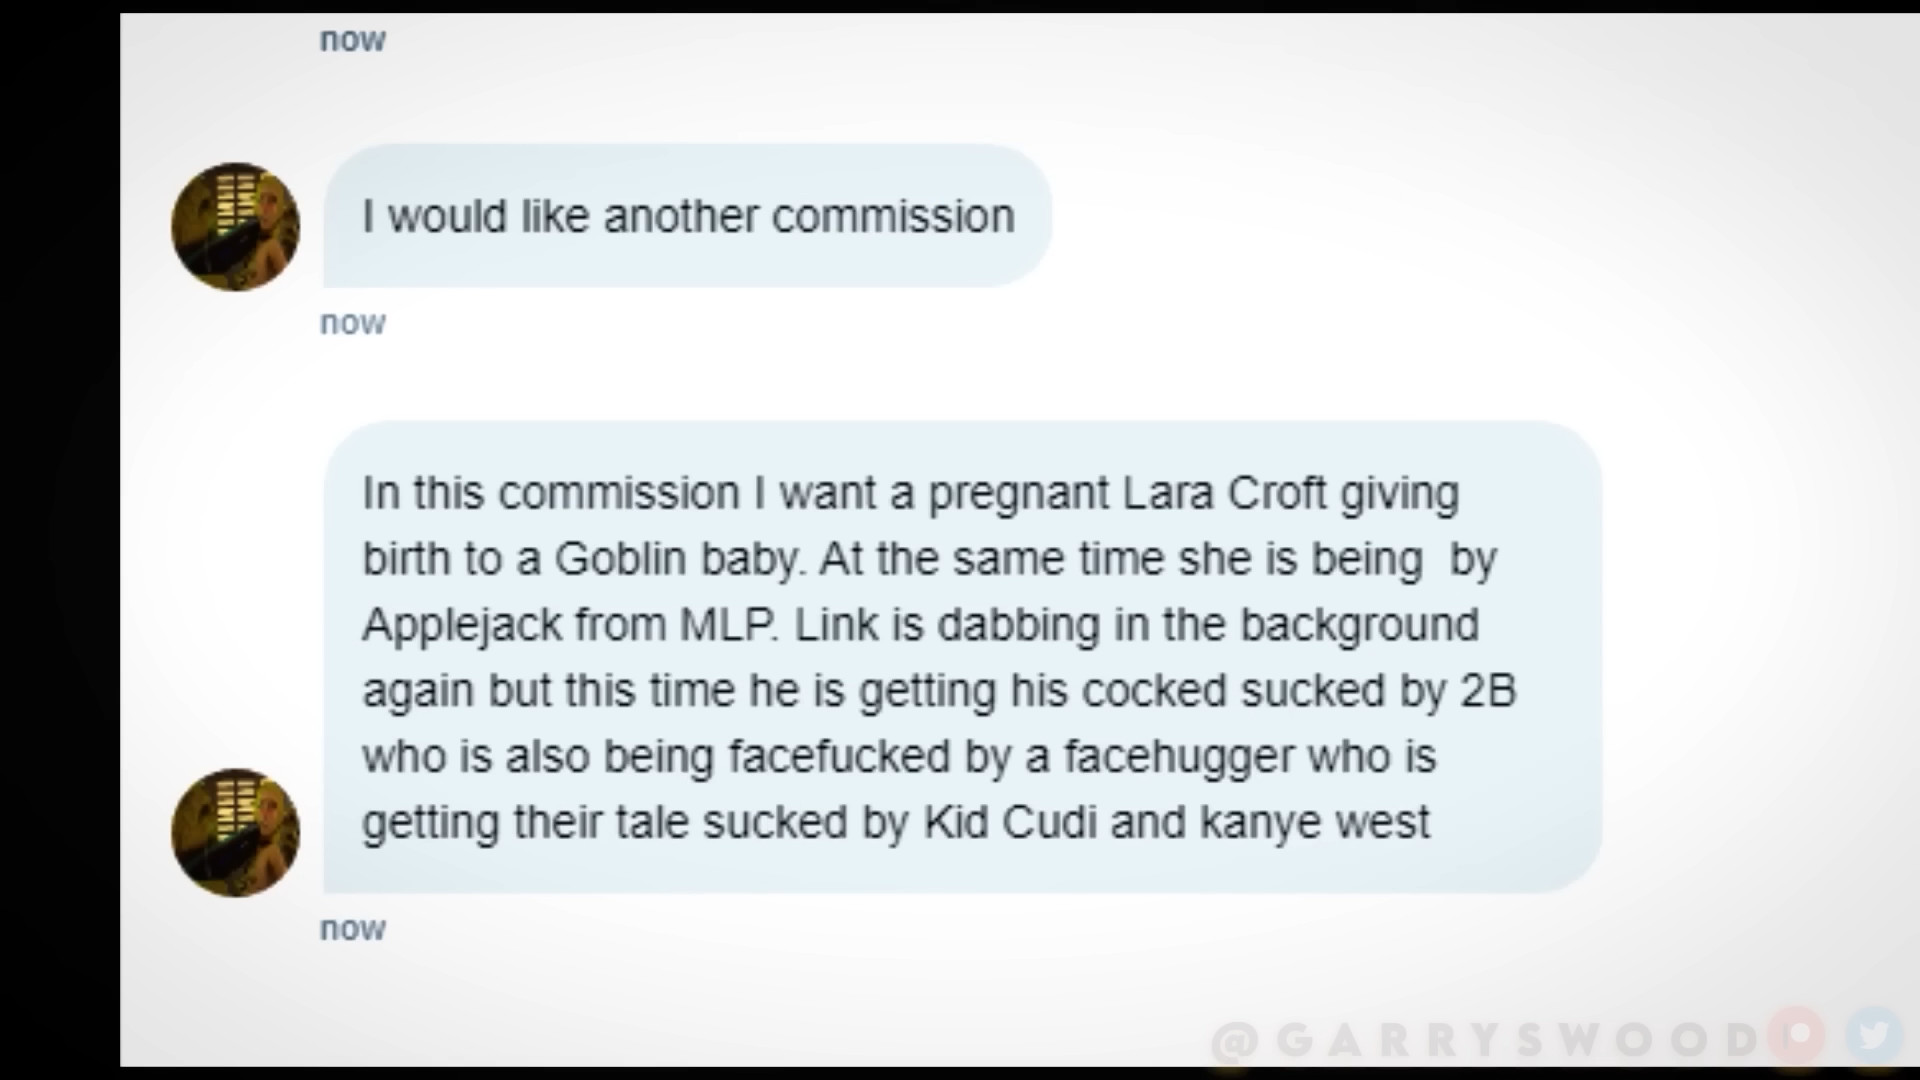 now
I would like another commission
now
In this commission I want a pregnant Lara Croft giving
birth to a Goblin baby. At the same time she is being  by
Applejack from MLP. Link is dabbing in the background
again but this time he is getting his cocked sucked by 2B
who is also being facefucked by a facehugger who is
getting their tale sucked by Kid Cudi and kanye west
now
@GARRYSWOOD